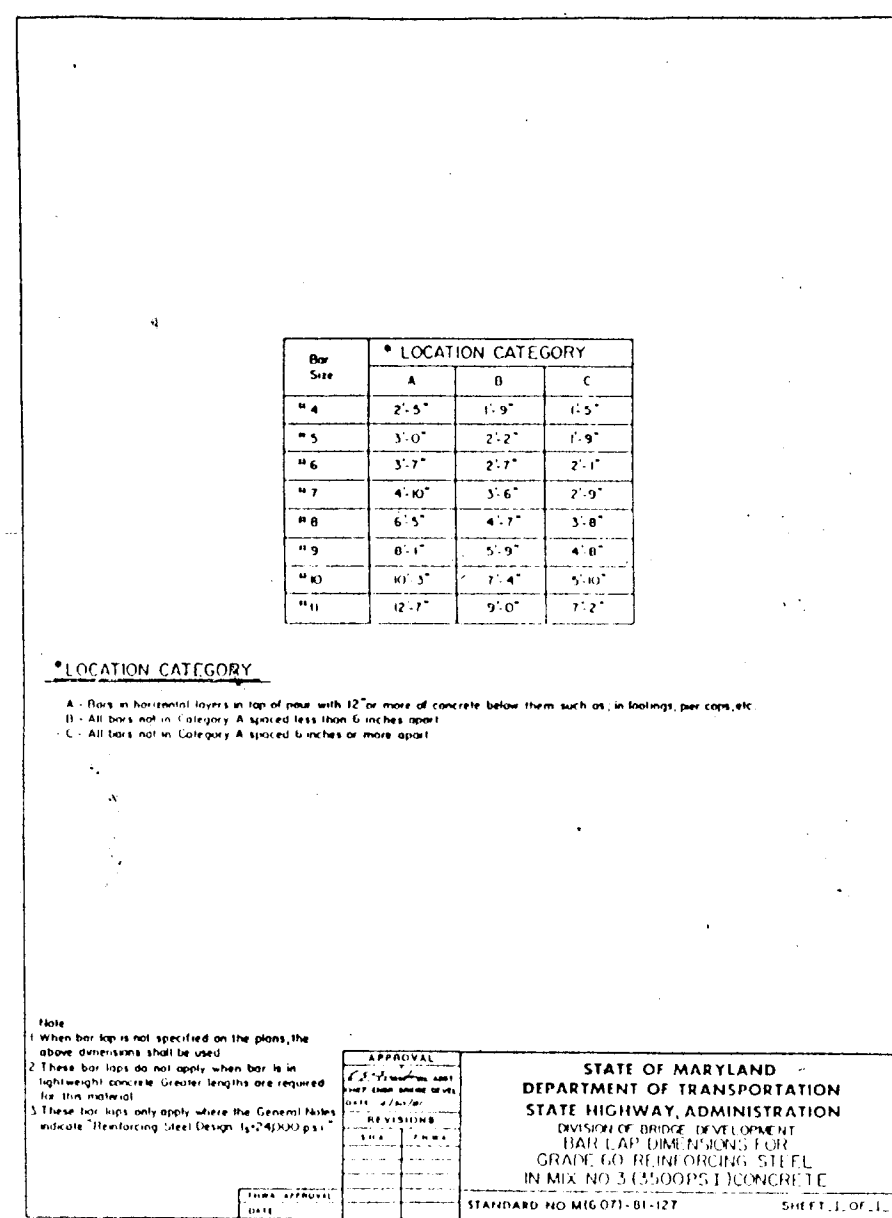 Bar Size
* LOCATION CATEGORY
A B C
#4 2'-5" 1'-9" 1'-5"
#5 3'-0" 2'-2" 1'-9"
#6 3'-7" 2'-7" 2'-1"
#7 4'-10" 3'-6" 2'-9"
#8 6'-5" 4'-7" 3'-8"
#9 8'-1" 5'-9" 4'-8"
#10 10'-3" 7'-4" 5'-10"
#11 12'-7" 9'-0" 7'-2"
*LOCATION CATEGORY
A - Bars in horizontal layers in top of pour with 12" or more of concrete below them such as; in footings, pier caps, etc.
B - All bars not in Category A spaced less than 6 inches apart
C - All bars not in Category A spaced 6 inches or more apart
Note
1 When bar lap is not specified on the plans, the
above dimensions shall be used
2 These bar laps do not apply when bar is in
lightweight concrete Greater lengths are required
for this material
3 These bar laps only apply where the General Notes
indicate "Reinforcing Steel Design fs=24,000 p.s.i."
APPROVAL
DATE
REVISIONS
SHA FHWA
FHWA APPROVAL
DATE
STATE OF MARYLAND
DEPARTMENT OF TRANSPORTATION
STATE HIGHWAY ADMINISTRATION
DIVISION OF BRIDGE DEVELOPMENT
BAR LAP DIMENSIONS FOR
GRADE 60 REINFORCING STEEL
IN MIX NO 3 (3500 PSI) CONCRETE
STANDARD NO M(6.07)-81-127 SHEET 1 OF 1